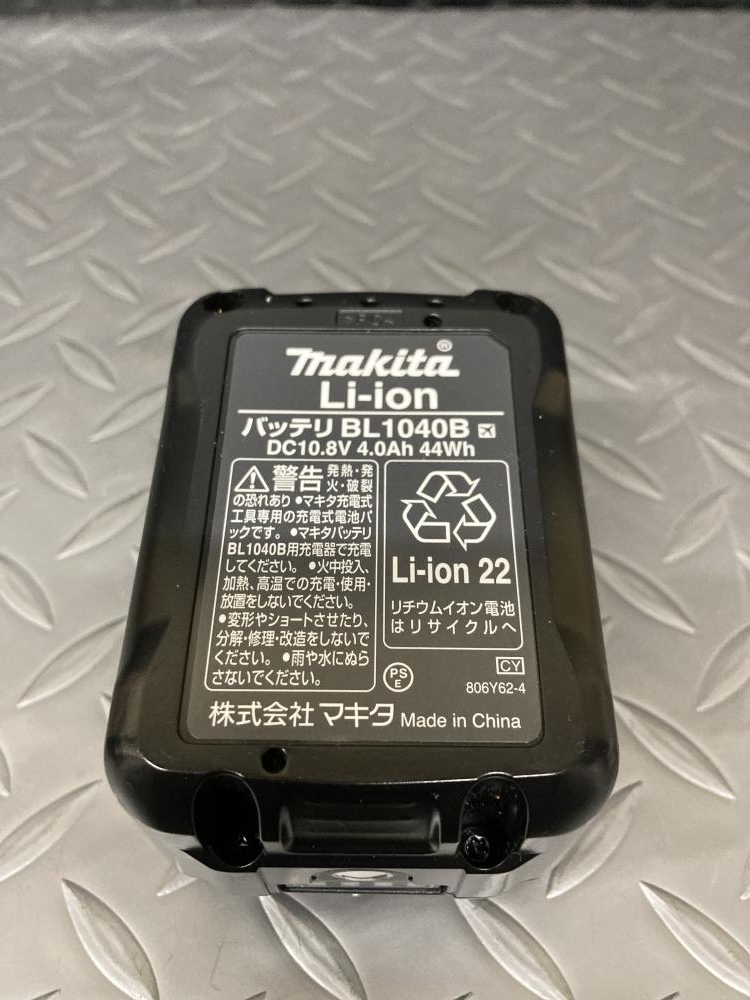 makita®
Li-ion
バッテリ BL1040B
DC10.8V 4.0Ah 44Wh
警告 発熱・発
火・破裂
の恐れあり ●マキタ充電式
工具専用の充電式電池パ
ックです。 ●マキタバッテリ
BL1040B用充電器で充電
してください。 ●火中投入、
加熱、高温での充電・使用・
放置をしないでください。
●変形やショートさせたり、
分解・修理・改造をしないで
ください。 ●雨や水にぬら
さないでください。
Li-ion 22
リチウムイオン電池
はリサイクルへ
PS
E
CY
806Y62-4
株式会社 マキタ Made in China